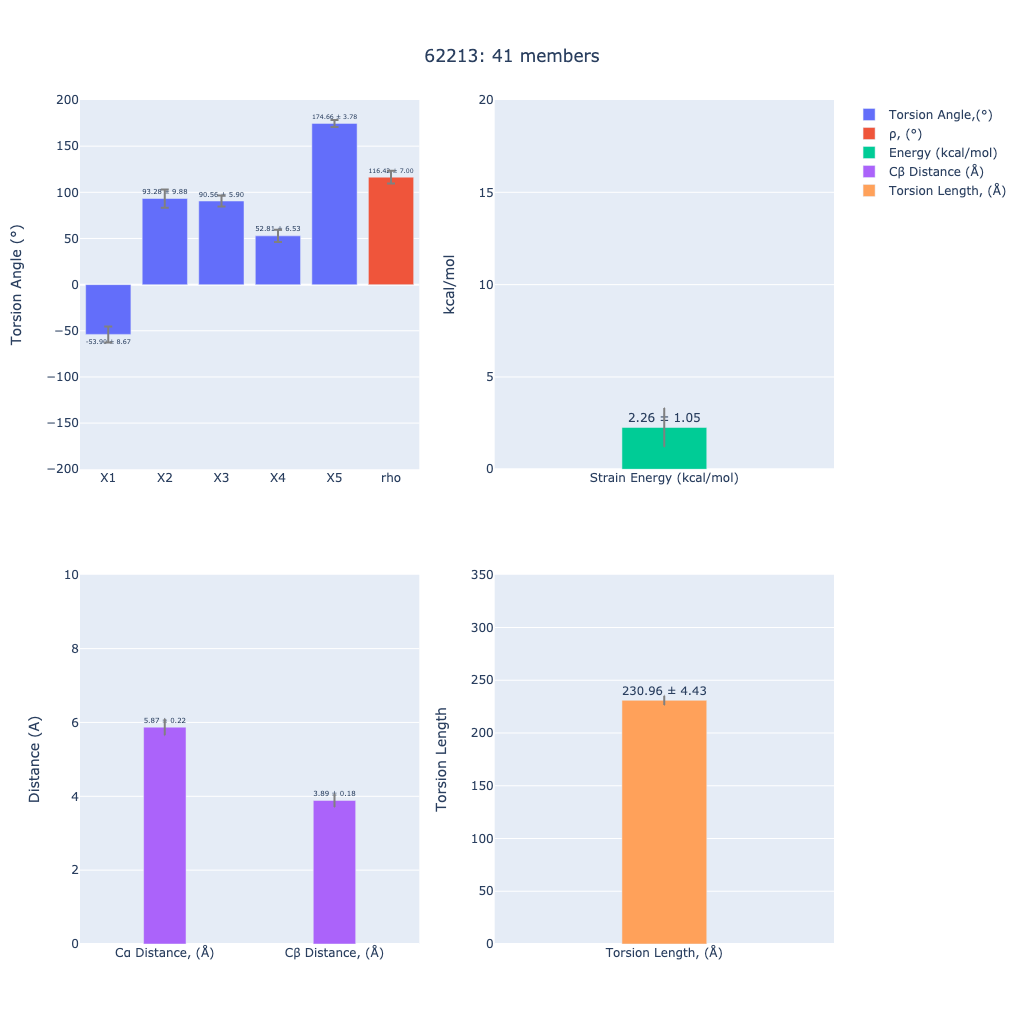 62213: 41 members
Torsion Angle (°)
200
150
100
50
0
−50
−100
−150
−200
174.66 ± 3.78
116.42 ± 7.00
93.28 ± 9.88
90.56 ± 5.90
52.81 ± 6.53
-53.90 ± 8.67
X1 X2 X3 X4 X5 rho
kcal/mol
20
15
10
5
0
2.26 ± 1.05
Strain Energy (kcal/mol)
Torsion Angle,(°)
ρ, (°)
Energy (kcal/mol)
Cβ Distance (Å)
Torsion Length, (Å)
Distance (A)
10
8
6
4
2
0
5.87 ± 0.22
3.89 ± 0.18
Cα Distance, (Å) Cβ Distance, (Å)
Torsion Length
350
300
250
200
150
100
50
0
230.96 ± 4.43
Torsion Length, (Å)